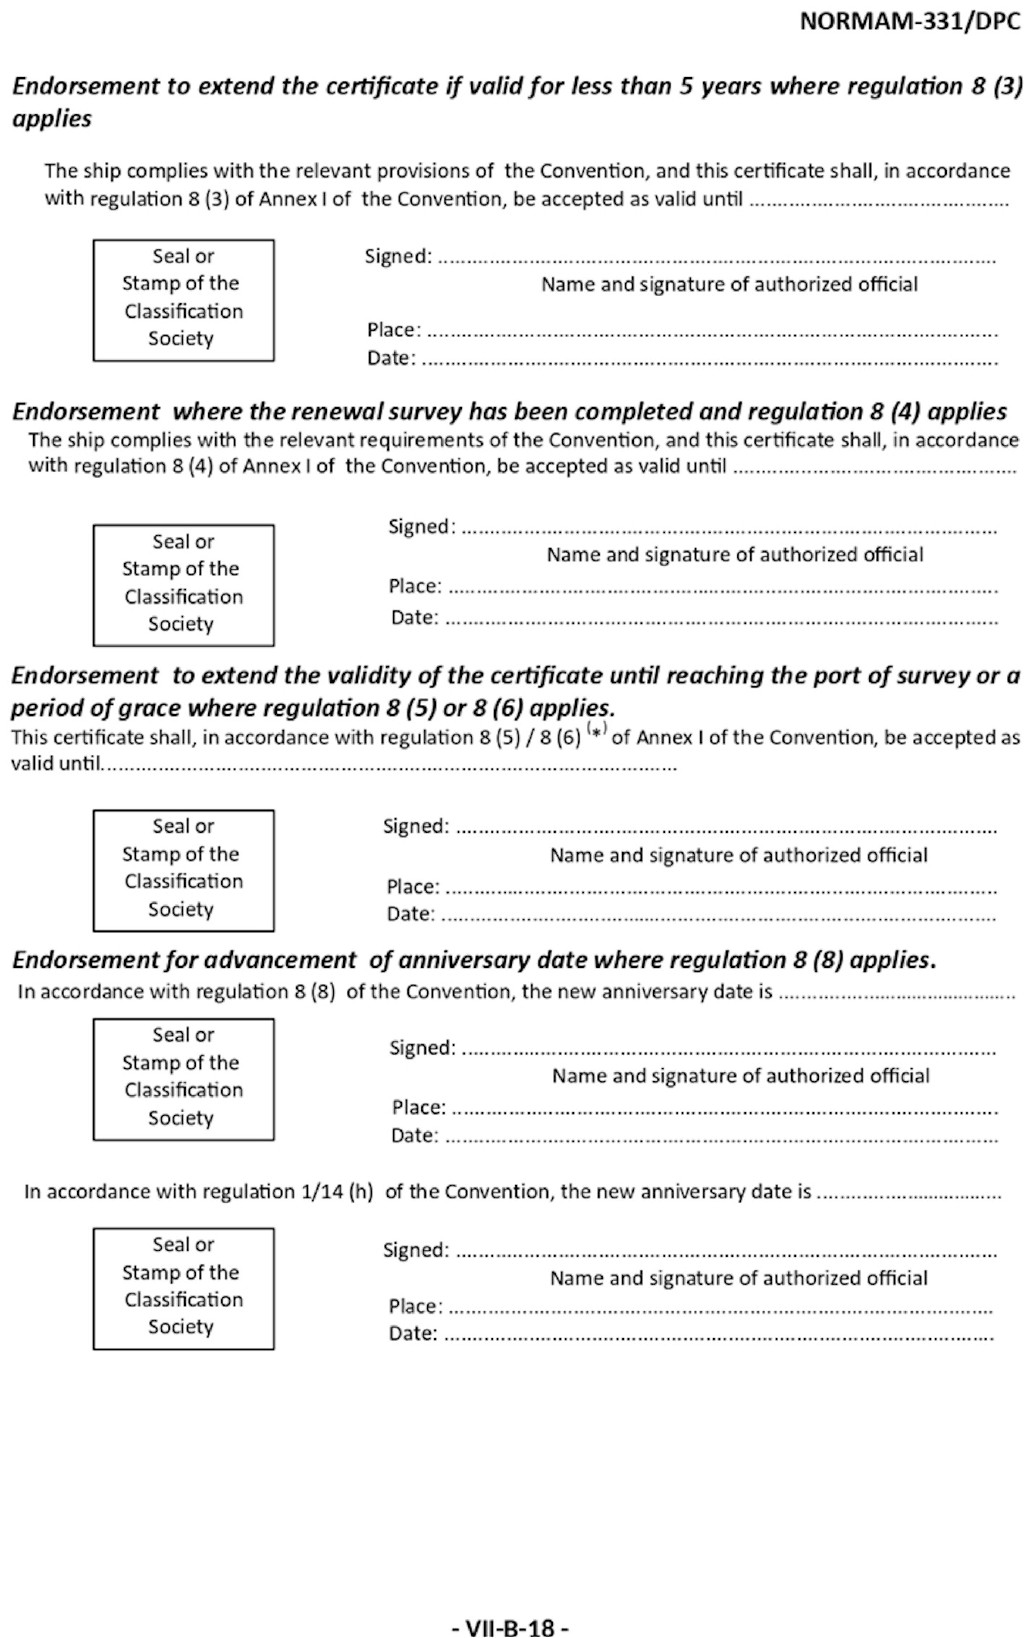 NORMAM-331/DPC
Endorsement to extend the certificate if valid for less than 5 years where regulation 8 (3)
applies
The ship complies with the relevant provisions of the Convention, and this certificate shall, in accordance
with regulation 8 (3) of Annex I of the Convention, be accepted as valid until .............................................
Seal or
Stamp of the
Classification
Society
Signed: .................................................................................................
Name and signature of authorized official
Place: ...................................................................................................
Date: ....................................................................................................
Endorsement where the renewal survey has been completed and regulation 8 (4) applies
The ship complies with the relevant requirements of the Convention, and this certificate shall, in accordance
with regulation 8 (4) of Annex I of the Convention, be accepted as valid until .................................................
Seal or
Stamp of the
Classification
Society
Signed: .............................................................................................
Name and signature of authorized official
Place: ...............................................................................................
Date: ................................................................................................
Endorsement to extend the validity of the certificate until reaching the port of survey or a
period of grace where regulation 8 (5) or 8 (6) applies.
This certificate shall, in accordance with regulation 8 (5) / 8 (6) (*) of Annex I of the Convention, be accepted as
valid until....................................................................................................
Seal or
Stamp of the
Classification
Society
Signed: ..............................................................................................
Name and signature of authorized official
Place: ................................................................................................
Date: .................................................................................................
Endorsement for advancement of anniversary date where regulation 8 (8) applies.
In accordance with regulation 8 (8) of the Convention, the new anniversary date is .........................................
Seal or
Stamp of the
Classification
Society
Signed: .............................................................................................
Name and signature of authorized official
Place: ...............................................................................................
Date: ................................................................................................
In accordance with regulation 1/14 (h) of the Convention, the new anniversary date is ................................
Seal or
Stamp of the
Classification
Society
Signed: ..............................................................................................
Name and signature of authorized official
Place: ...............................................................................................
Date: ................................................................................................
- VII-B-18 -